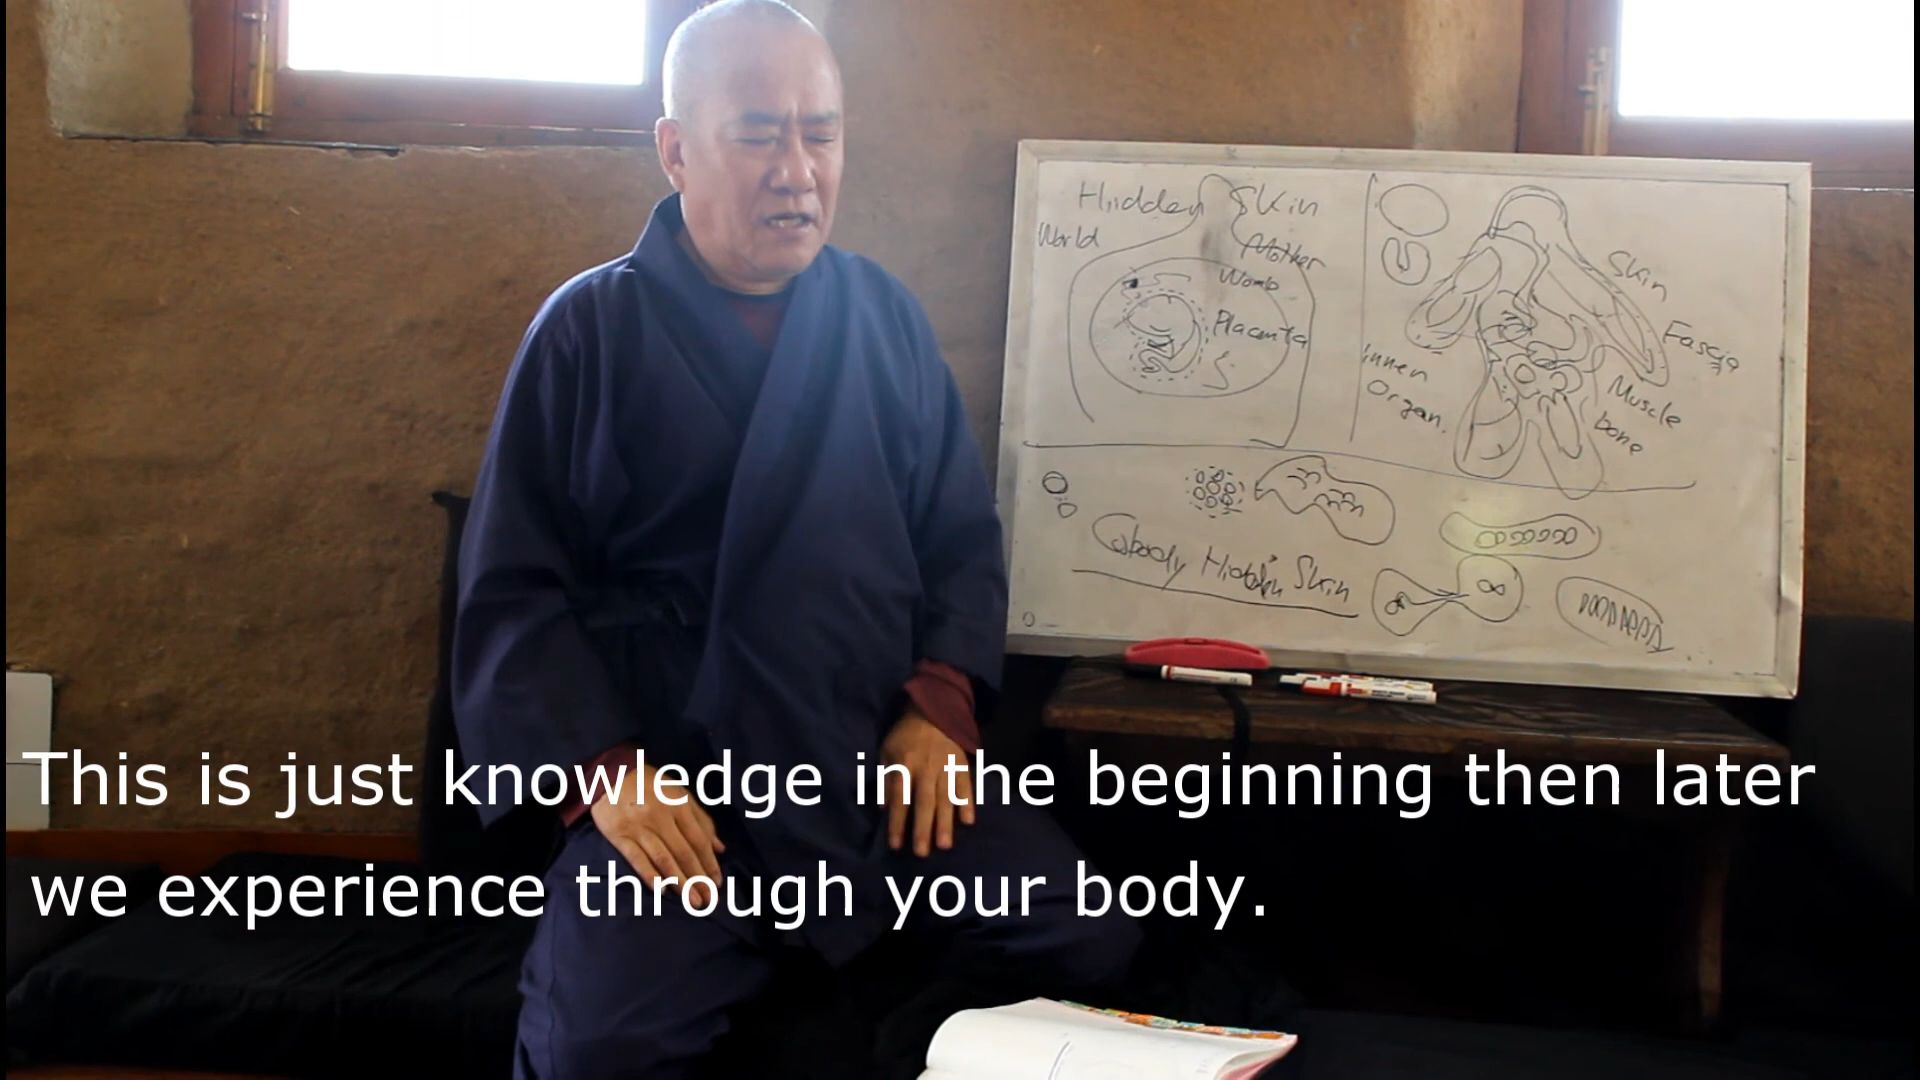 Hidden Skin
World
Mother
Womb
Placenta
Skin
Fascia
Muscle
bone
inner
Organ.
Hidden Skin
This is just knowledge in the beginning then later
we experience through your body.